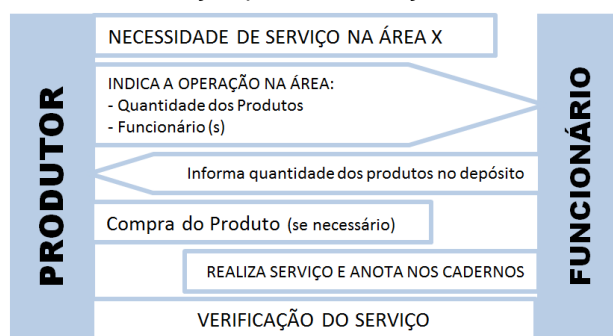 NECESSIDADE DE SERVIÇO NA ÁREA X
INDICA A OPERAÇÃO NA ÁREA:
- Quantidade dos Produtos
- Funcionário (s)
Informa quantidade dos produtos no depósito
Compra do Produto (se necessário)
REALIZA SERVIÇO E ANOTA NOS CADERNOS
VERIFICAÇÃO DO SERVIÇO
PRODUTOR
FUNCIONÁRIO